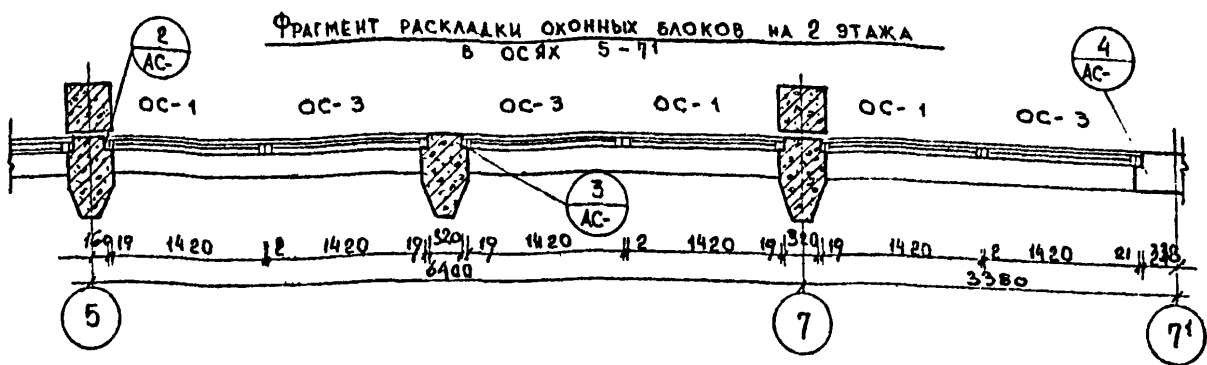 ФРАГМЕНТ РАСКЛАДКИ ОКОННЫХ БЛОКОВ НА 2 ЭТАЖА
В ОСЯХ 5-7¹
2
АС-
4
АС-
ОС-1 ОС-3 ОС-3 ОС-1 ОС-1 ОС-3
3
АС-
160 19 1420 2 1420 19 320 19 1420 2 1420 19 320 19 1420 2 1420 21 338
6400 3380
5 7 7¹